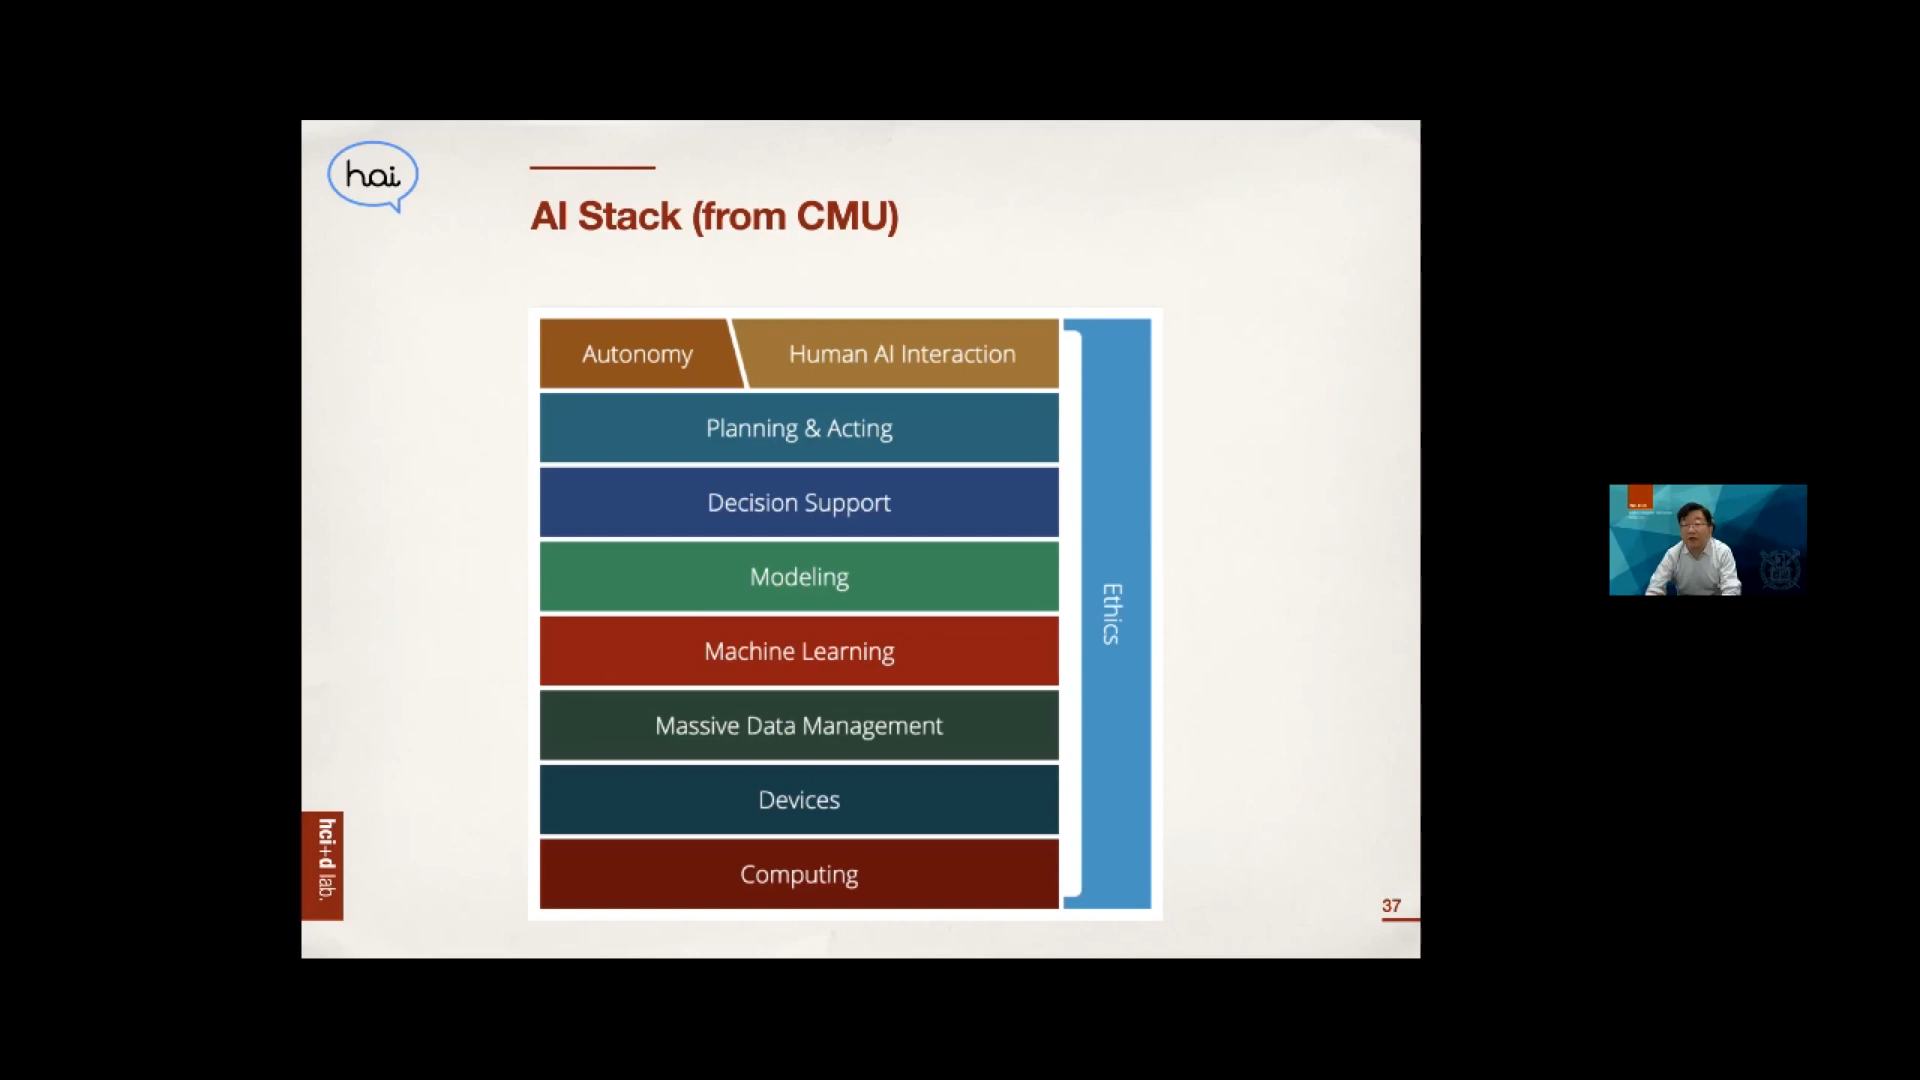 hai
AI Stack (from CMU)
Autonomy
Human AI Interaction
Planning & Acting
Decision Support
Modeling
Machine Learning
Massive Data Management
Devices
Computing
Ethics
hci+d lab.
37